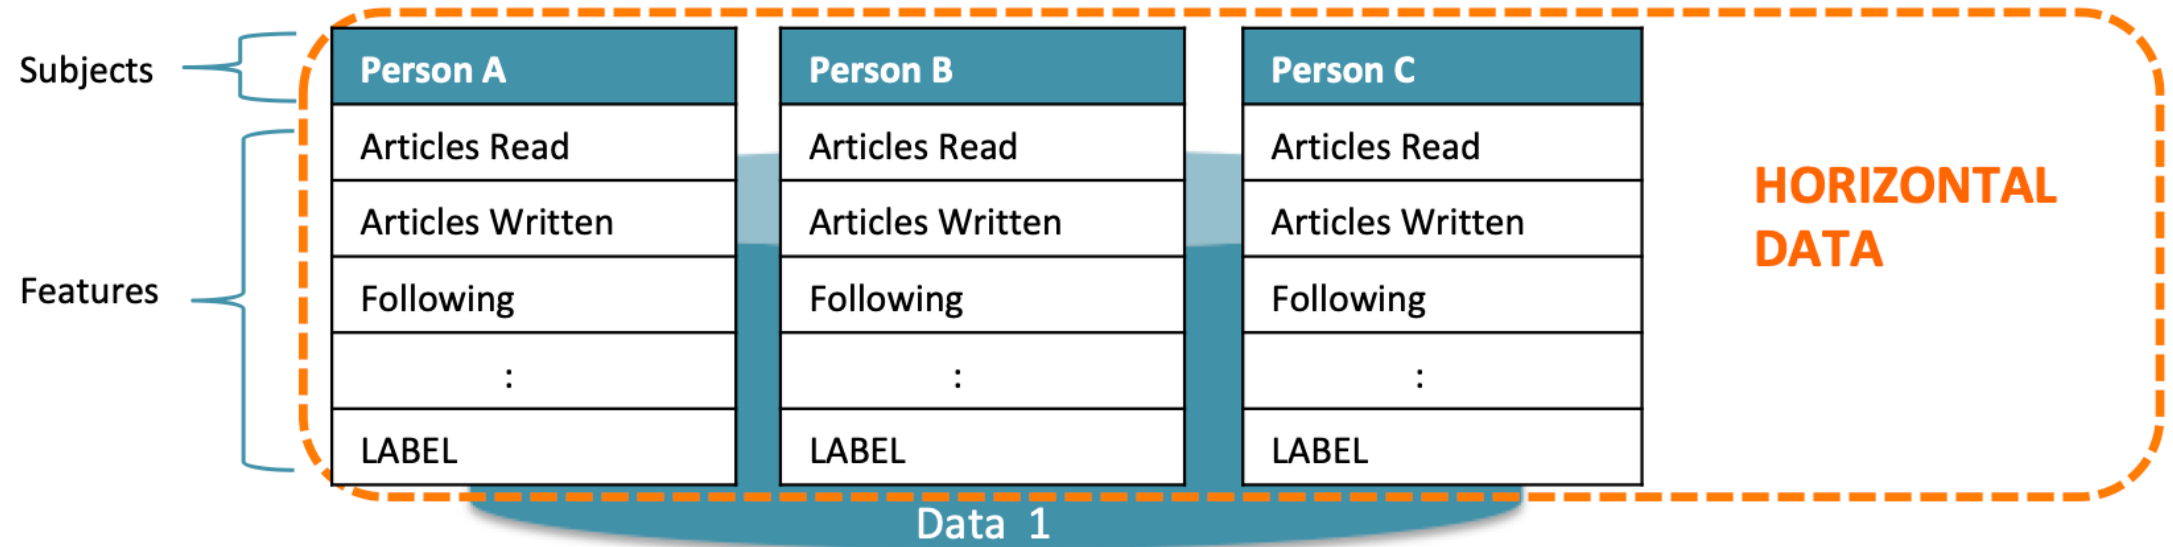 Subjects
Person A
Person B
Person C
Articles Read
Articles Read
Articles Read
HORIZONTAL
DATA
Articles Written
Articles Written
Articles Written
Features
Following
Following
Following
:
:
:
LABEL
LABEL
LABEL
Data 1